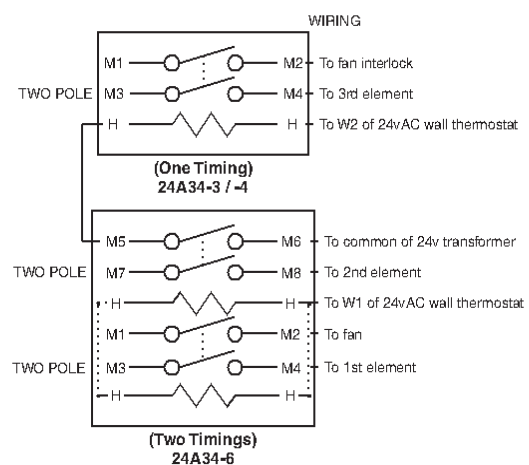 WIRING
M1 M2 To fan interlock
TWO POLE M3 M4 To 3rd element
H H To W2 of 24vAC wall thermostat
(One Timing)
24A34-3 / -4
M5 M6 To common of 24v transformer
TWO POLE M7 M8 To 2nd element
H H To W1 of 24vAC wall thermostat
M1 M2 To fan
TWO POLE M3 M4 To 1st element
H H
(Two Timings)
24A34-6